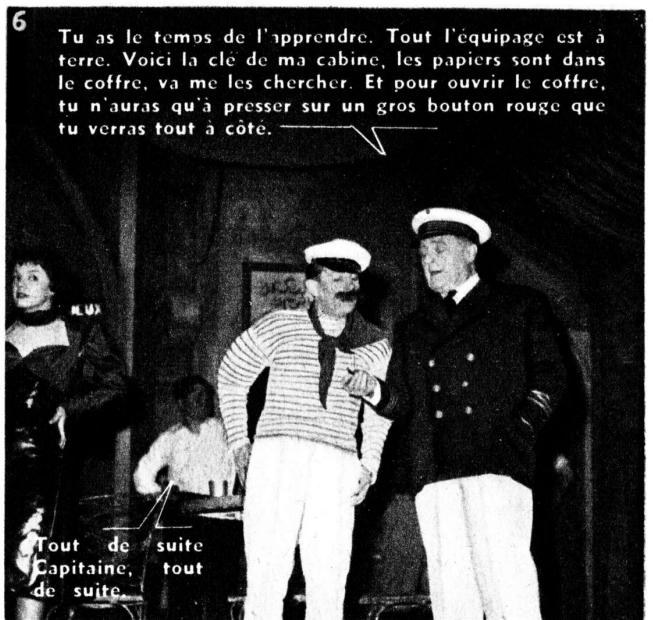 6
Tu as le temps de l'apprendre. Tout l'équipage est à
terre. Voici la clé de ma cabine, les papiers sont dans
le coffre, va me les chercher. Et pour ouvrir le coffre,
tu n'auras qu'à presser sur un gros bouton rouge que
tu verras tout à côté.
Tout de suite
Capitaine, tout
de suite.